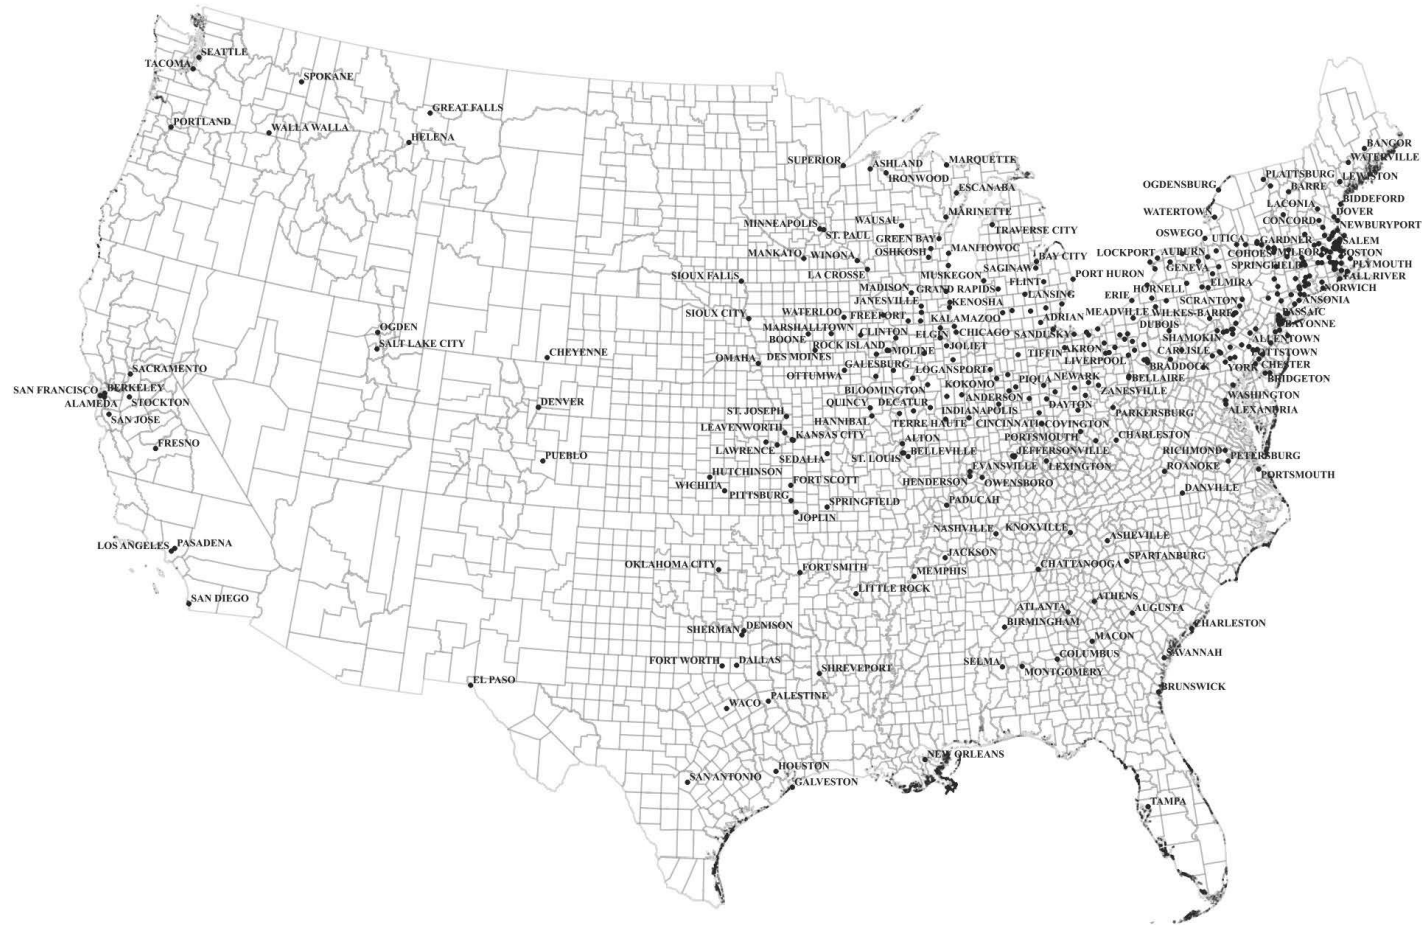 SEATTLE
TACOMA
SPOKANE
GREAT FALLS
PORTLAND
WALLA WALLA
HELENA
SUPERIOR
ASHLAND
MARQUETTE
IRONWOOD
ESCANABA
BANGOR
WATERVILLE
PLATTSBURG
LEWISTON
OGDENSBURG
BARRE
BIDDEFORD
LACONIA
DOVER
WATERTOWN
CONCORD
NEWBURYPORT
MINNEAPOLIS
WAUSAU
MARINETTE
ST. PAUL
TRAVERSE CITY
OSWEGO
UTICA
GARDNER
SALEM
GREEN BAY
MANITOWOC
MANKATO
WINONA
OSHKOSH
BAY CITY
LOCKPORT
AUBURN
COHOES
MILFORD
BOSTON
LA CROSSE
SAGINAW
GENEVA
SPRINGFIELD
PLYMOUTH
SIOUX FALLS
MUSKEGON
FLINT
PORT HURON
FALL RIVER
MADISON
GRAND RAPIDS
LANSING
HORNELL
ELMIRA
NORWICH
ERIE
JANESVILLE
KENOSHA
SCRANTON
ANSONIA
SIOUX CITY
WATERLOO
FREEPORT
KALAMAZOO
ADRIAN
MEADVILLE
WILKES-BARRE
PASSAIC
MARSHALLTOWN
CLINTON
ELGIN
CHICAGO
SANDUSKY
DUBOIS
BAYONNE
OGDEN
BOONE
ROCK ISLAND
JOLIET
SHAMOKIN
ALLENTOWN
SALT LAKE CITY
CHEYENNE
OMAHA
DES MOINES
MOLINE
TIFFIN
AKRON
CARLISLE
POTTSTOWN
GALESBURG
LOGANSPORT
LIVERPOOL
BRADDOCK
YORK
CHESTER
SACRAMENTO
OTTUMWA
KOKOMO
PIQUA
NEWARK
BELLAIRE
BRIDGETON
SAN FRANCISCO
BERKELEY
BLOOMINGTON
ANDERSON
ZANESVILLE
WASHINGTON
ALAMEDA
STOCKTON
DENVER
QUINCY
DECATUR
INDIANAPOLIS
DAYTON
ALEXANDRIA
SAN JOSE
ST. JOSEPH
HANNIBAL
TERRE HAUTE
CINCINNATI
COVINGTON
PARKERSBURG
LEAVENWORTH
KANSAS CITY
ALTON
PORTSMOUTH
CHARLESTON
FRESNO
LAWRENCE
SEDALIA
ST. LOUIS
BELLEVILLE
JEFFERSONVILLE
RICHMOND
PETERSBURG
PUEBLO
HUTCHINSON
EVANSVILLE
LEXINGTON
ROANOKE
PORTSMOUTH
WICHITA
FORT SCOTT
HENDERSON
OWENSBORO
DANVILLE
PITTSBURG
SPRINGFIELD
PADUCAH
JOPLIN
NASHVILLE
KNOXVILLE
ASHEVILLE
LOS ANGELES
PASADENA
JACKSON
SPARTANBURG
OKLAHOMA CITY
FORT SMITH
MEMPHIS
CHATTANOOGA
SAN DIEGO
LITTLE ROCK
ATHENS
ATLANTA
AUGUSTA
BIRMINGHAM
CHARLESTON
SHERMAN
DENISON
MACON
FORT WORTH
DALLAS
SHREVEPORT
SELMA
COLUMBUS
SAVANNAH
MONTGOMERY
EL PASO
BRUNSWICK
WACO
PALESTINE
NEW ORLEANS
HOUSTON
SAN ANTONIO
GALVESTON
TAMPA